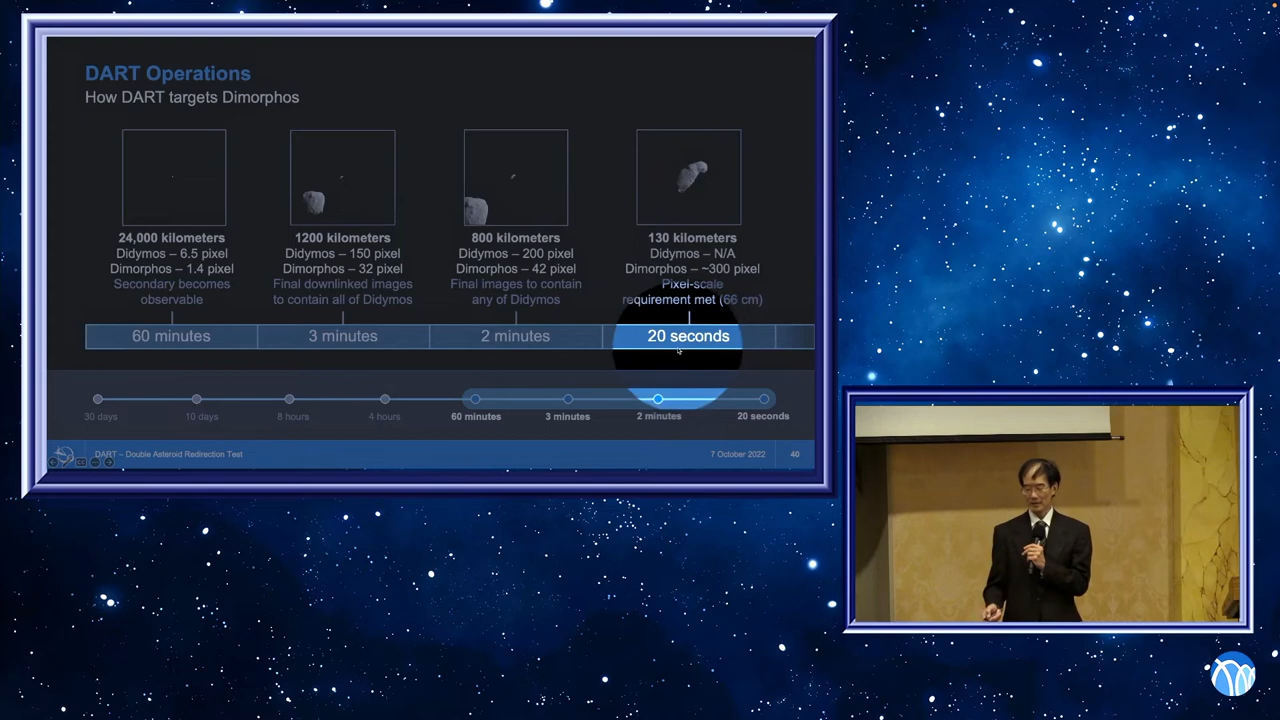 DART Operations
How DART targets Dimorphos
24,000 kilometers
Didymos – 6.5 pixel
Dimorphos – 1.4 pixel
Secondary becomes
observable
1200 kilometers
Didymos – 150 pixel
Dimorphos – 32 pixel
Final downlinked images
to contain all of Didymos
800 kilometers
Didymos – 200 pixel
Dimorphos – 42 pixel
Final images to contain
any of Didymos
130 kilometers
Didymos – N/A
Dimorphos – ~300 pixel
Pixel-scale
requirement met (66 cm)
60 minutes
3 minutes
2 minutes
20 seconds
30 days
10 days
8 hours
4 hours
60 minutes
3 minutes
2 minutes
20 seconds
DART – Double Asteroid Redirection Test
7 October 2022
40